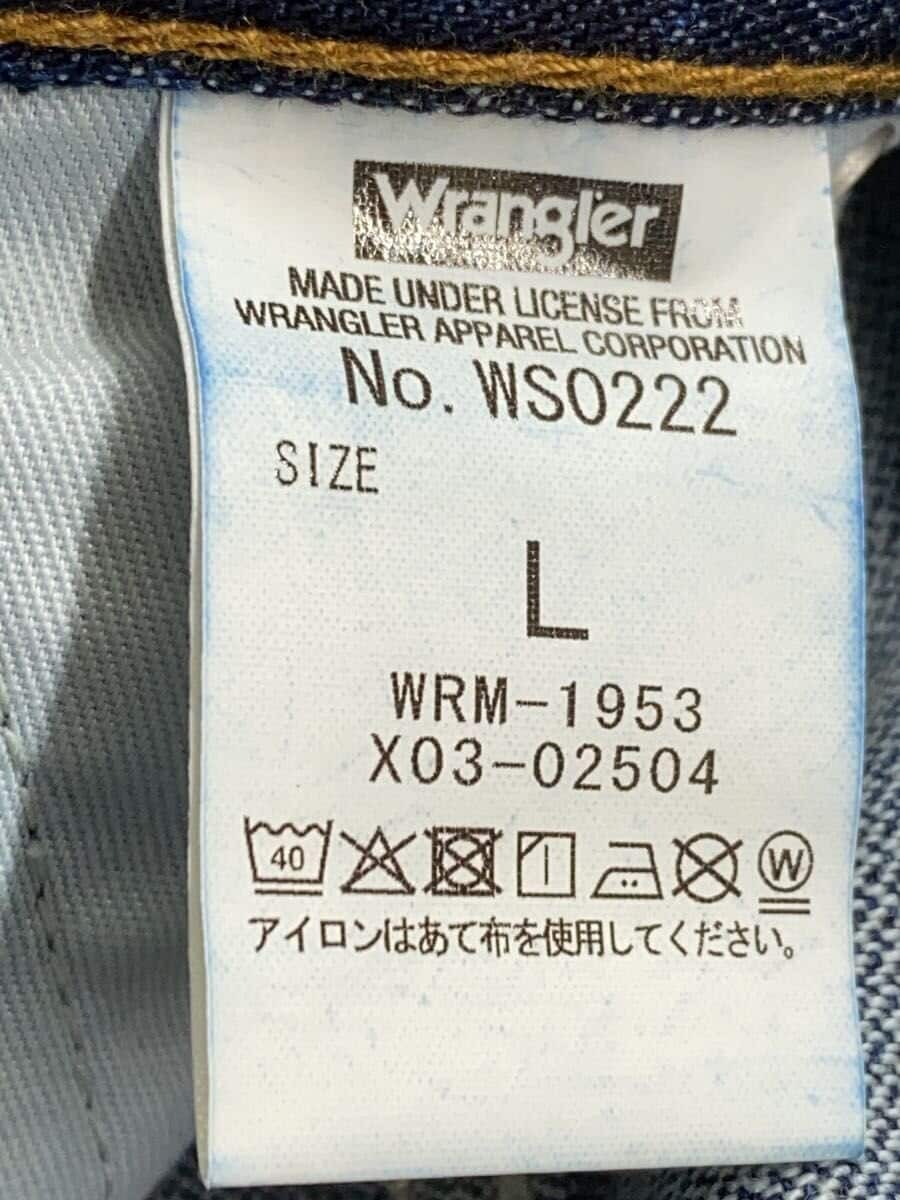 Wrangler
MADE UNDER LICENSE FROM
WRANGLER APPAREL CORPORATION
No. WS0222
SIZE
L
WRM-1953
X03-02504
40
W
アイロンはあて布を使用してください。